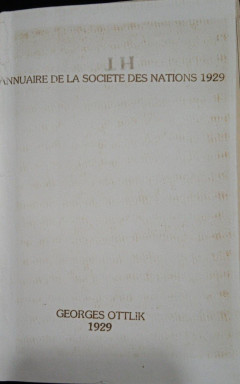 ANNUAIRE DE LA SOCIETE DES NATIONS 1929
GEORGES OTTLIK
1929